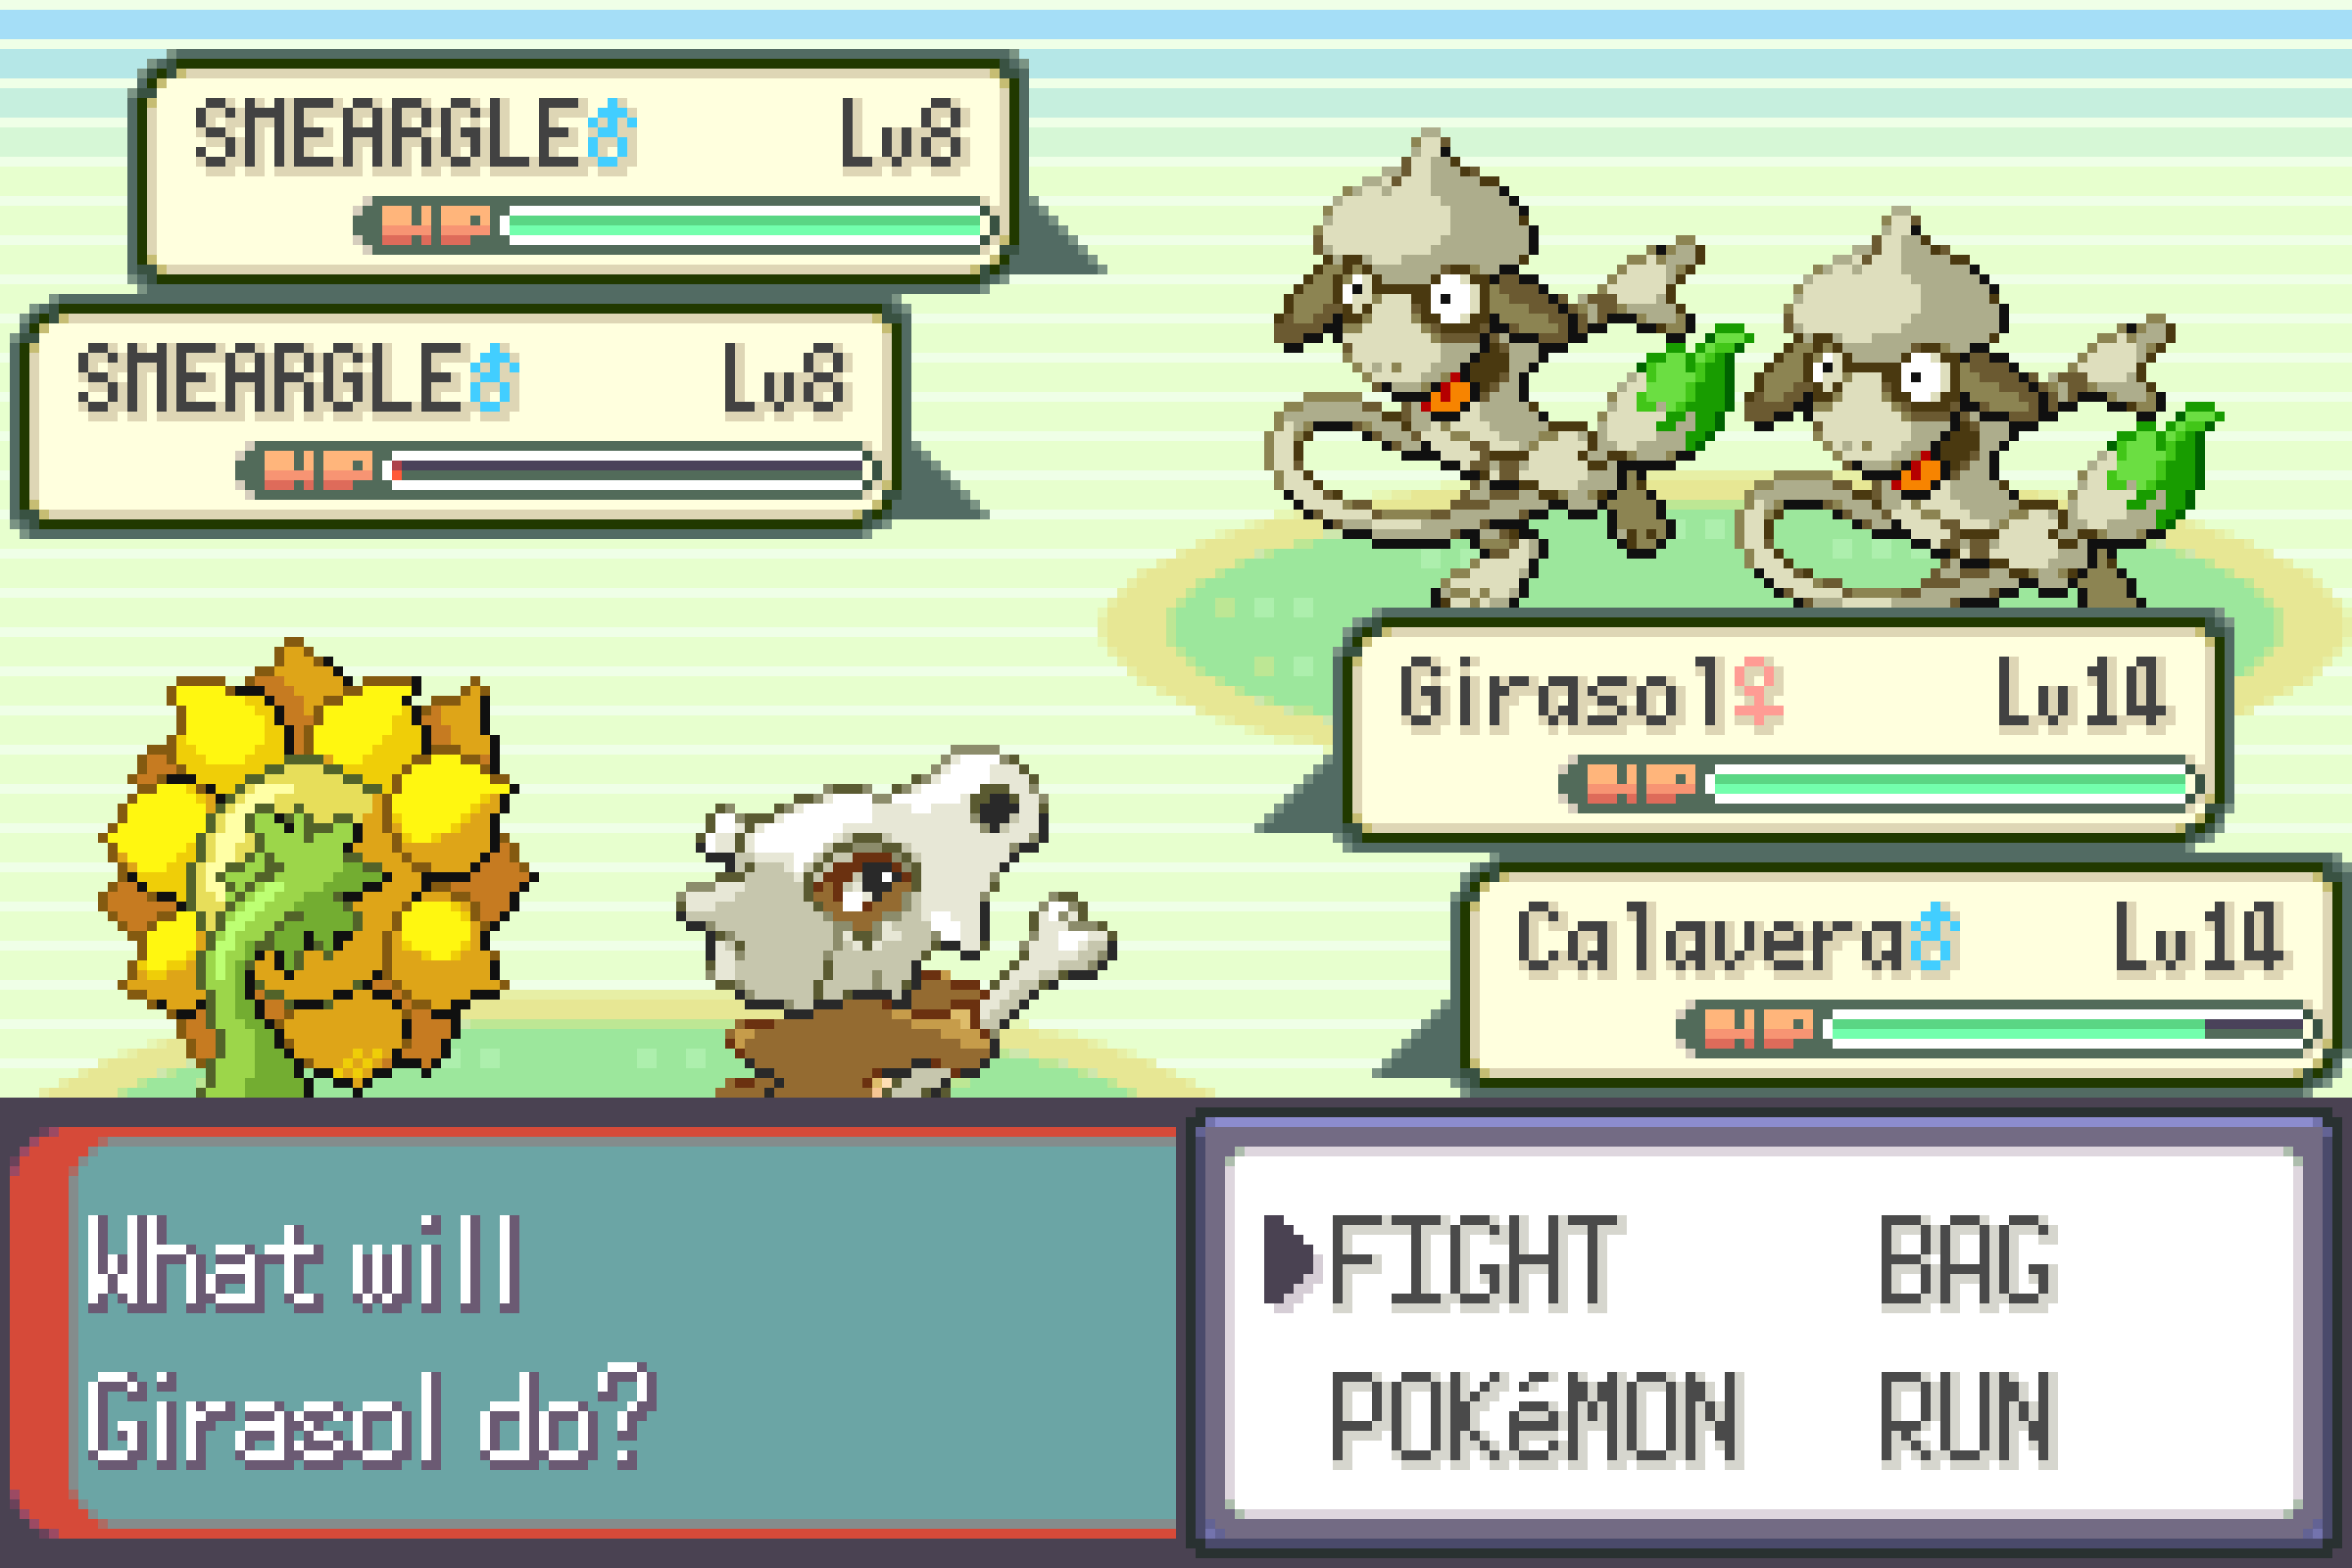 SMEARGLE♂ Lv8
HP
SMEARGLE♂ Lv8
HP
Girasol♀ Lv14
HP
Calavera♂ Lv14
HP
What will
Girasol do?
▶FIGHT BAG
POKéMON RUN